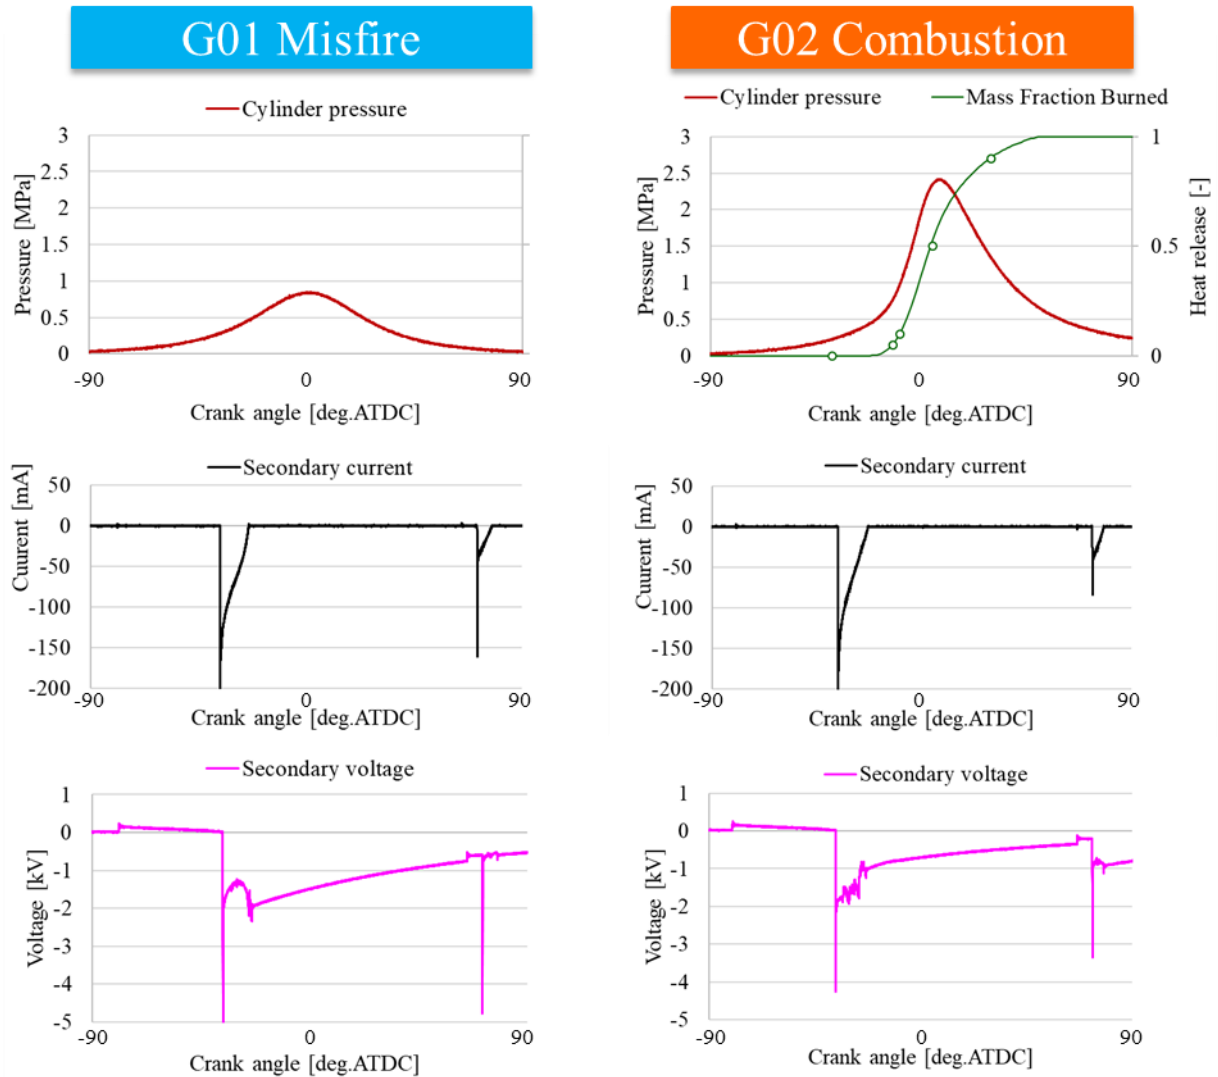 G01 Misfire
Cylinder pressure
3
2.5
2
1.5
1
0.5
0
Pressure [MPa]
-90
0
90
Crank angle [deg.ATDC]
Secondary current
50
0
-50
-100
-150
-200
Cuurent [mA]
-90
0
90
Crank angle [deg.ATDC]
Secondary voltage
1
0
-1
-2
-3
-4
-5
Voltage [kV]
-90
0
90
Crank angle [deg.ATDC]
G02 Combustion
Cylinder pressure
Mass Fraction Burned
3
2.5
2
1.5
1
0.5
0
Pressure [MPa]
1
0.5
0
Heat release [-]
-90
0
90
Crank angle [deg.ATDC]
Secondary current
50
0
-50
-100
-150
-200
Cuurent [mA]
-90
0
90
Crank angle [deg.ATDC]
Secondary voltage
1
0
-1
-2
-3
-4
-5
Voltage [kV]
-90
0
90
Crank angle [deg.ATDC]